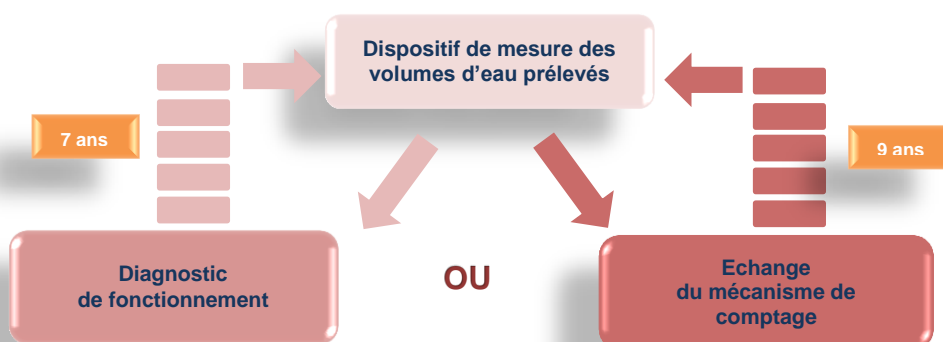 Dispositif de mesure des
volumes d'eau prélevés
7 ans
9 ans
Diagnostic
de fonctionnement
OU
Echange
du mécanisme de
comptage